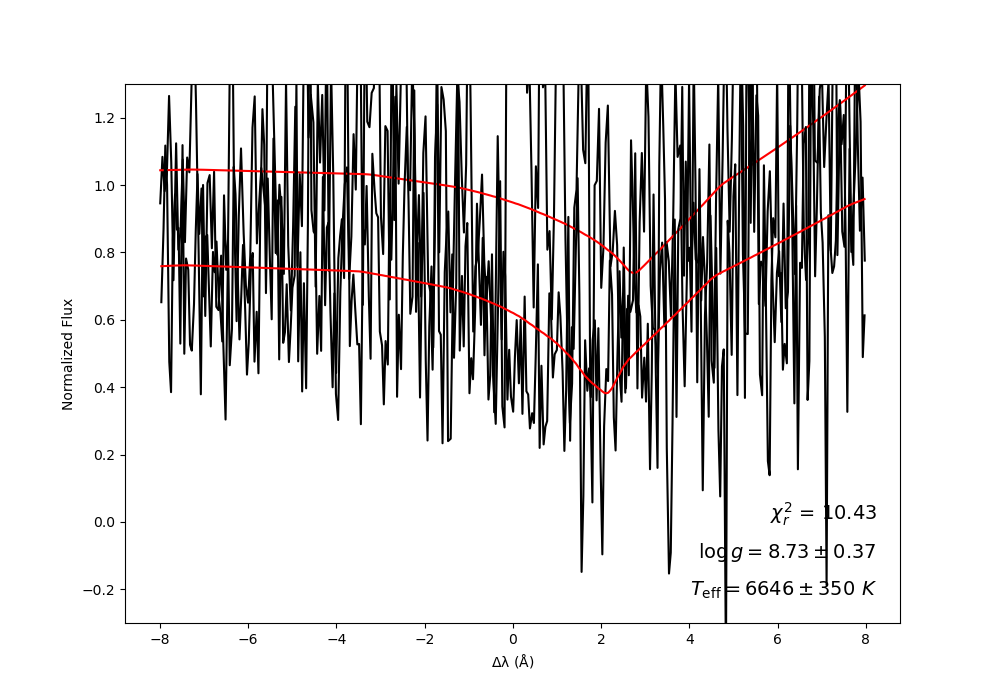 1.2
1.0
0.8
0.6
0.4
0.2
0.0
−0.2
Normalized Flux
χ²ᵣ = 10.43
log g = 8.73 ± 0.37
T_eff = 6646 ± 350 K
−8 −6 −4 −2 0 2 4 6 8
Δλ (Å)